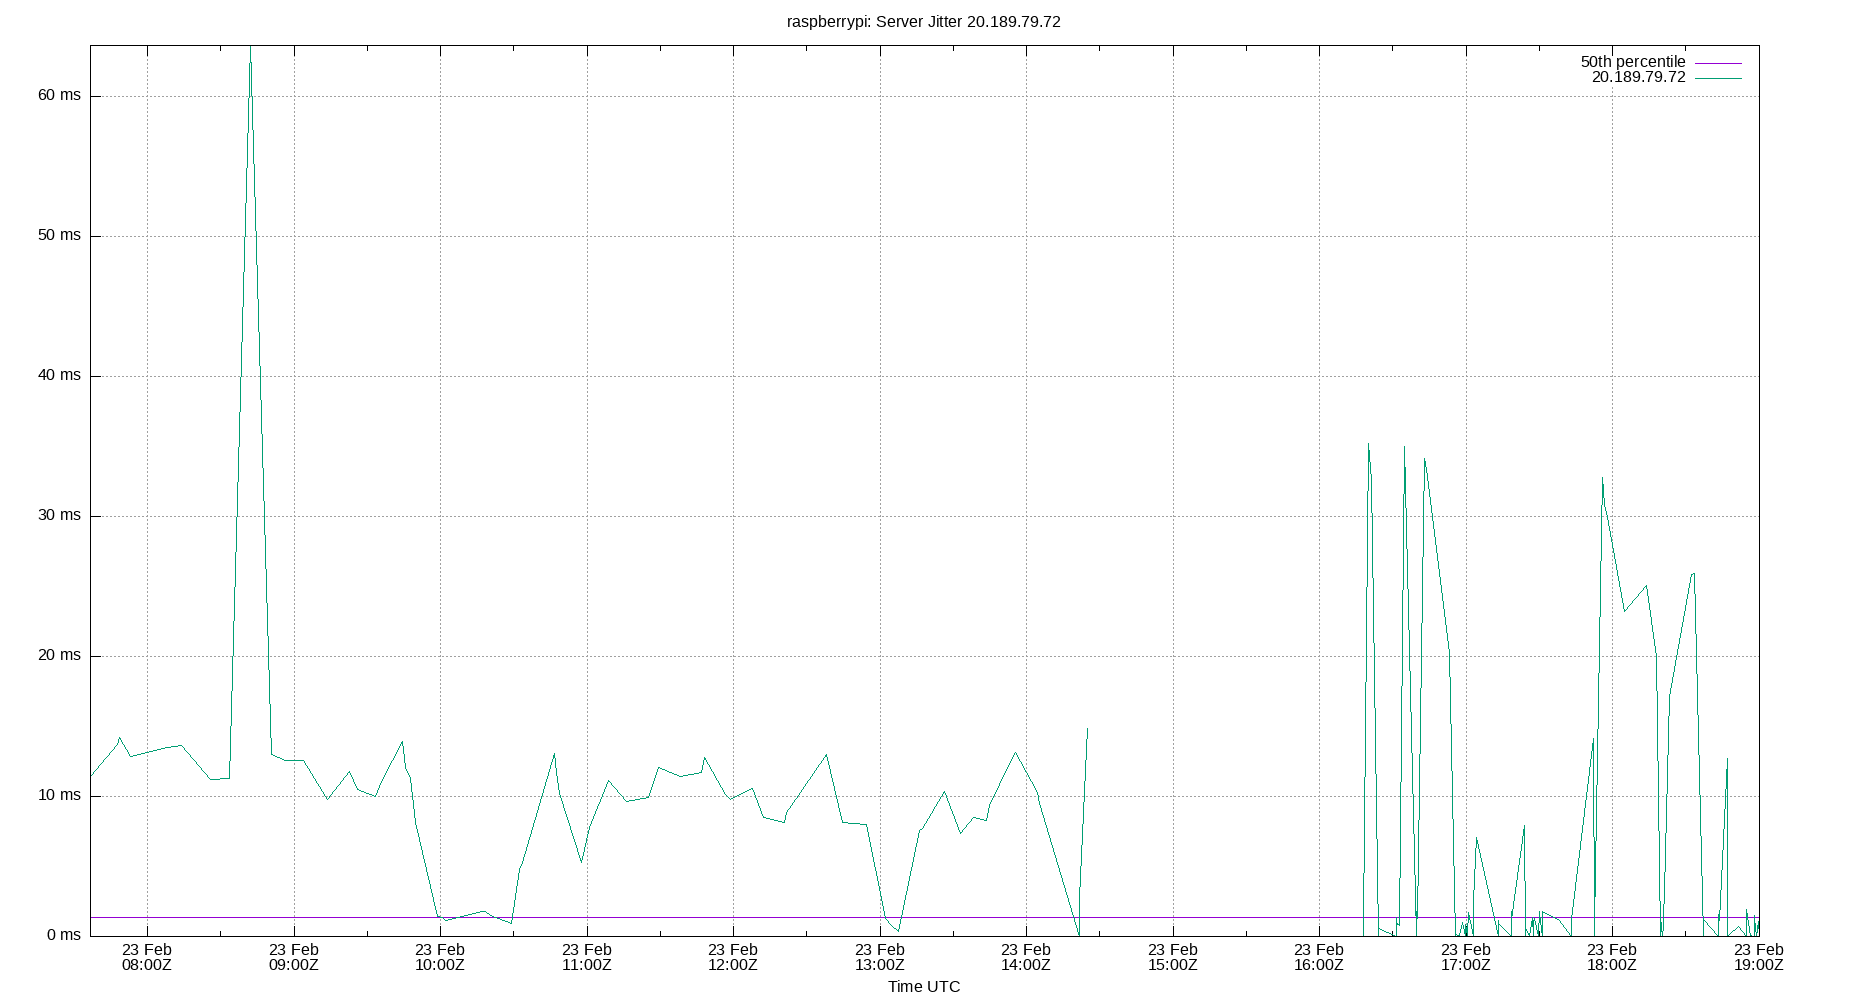 raspberrypi: Server Jitter 20.189.79.72
50th percentile
20.189.79.72
60 ms
50 ms
40 ms
30 ms
20 ms
10 ms
0 ms
23 Feb 23 Feb 23 Feb 23 Feb 23 Feb 23 Feb 23 Feb 23 Feb 23 Feb 23 Feb 23 Feb 23 Feb
08:00Z 09:00Z 10:00Z 11:00Z 12:00Z 13:00Z 14:00Z 15:00Z 16:00Z 17:00Z 18:00Z 19:00Z
Time UTC